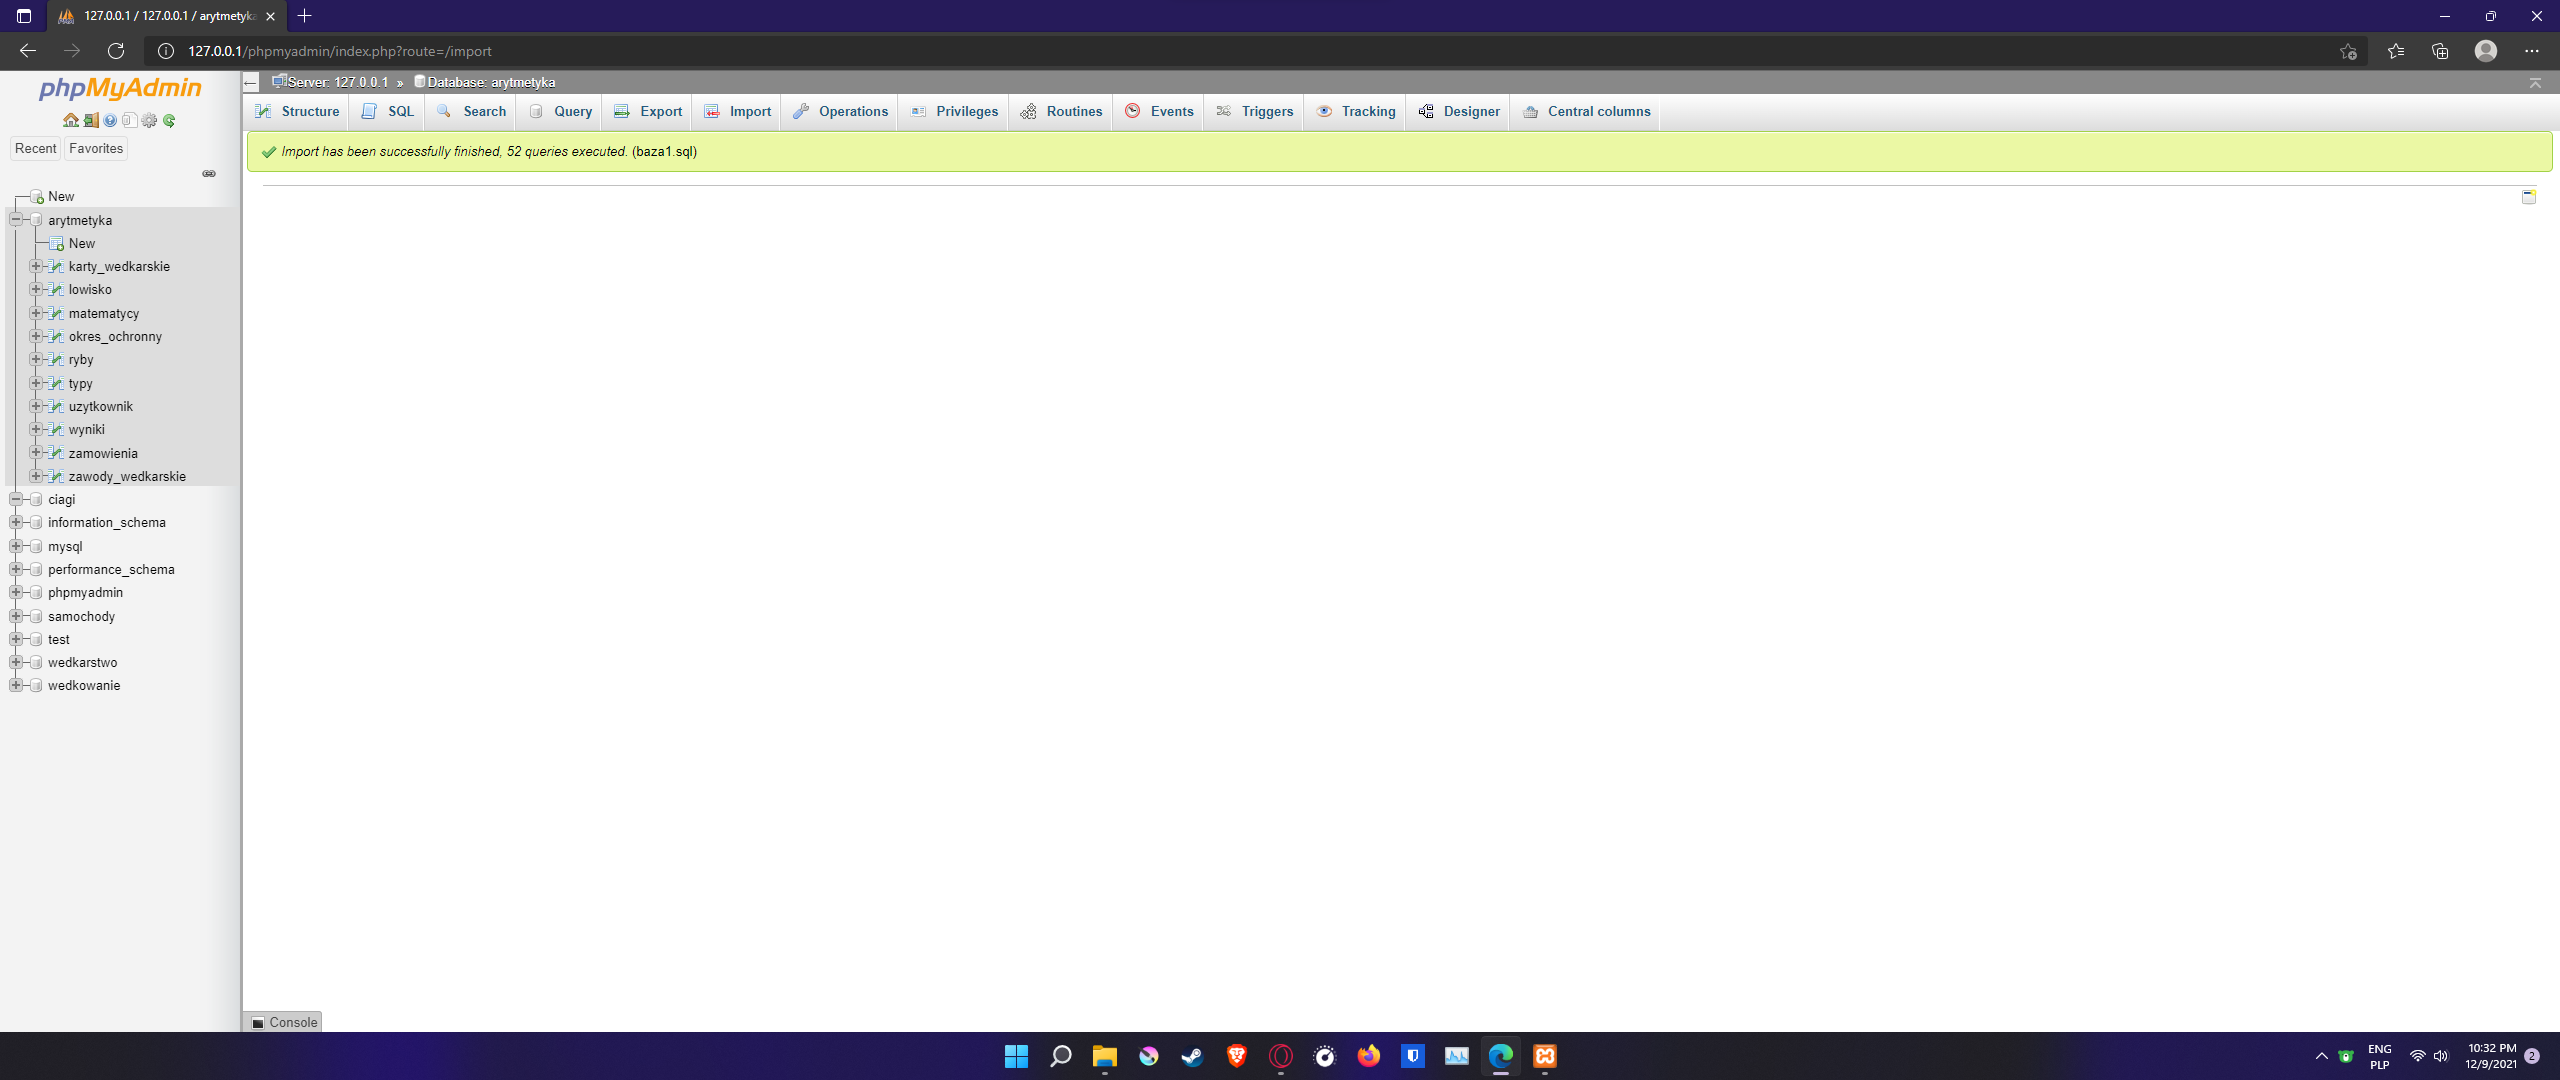 127.0.0.1 / 127.0.0.1 / arytmetyka
127.0.0.1/phpmyadmin/index.php?route=/import
phpMyAdmin
Recent
Favorites
New
arytmetyka
New
karty_wedkarskie
lowisko
matematycy
okres_ochronny
ryby
typy
uzytkownik
wyniki
zamowienia
zawody_wedkarskie
ciagi
information_schema
mysql
performance_schema
phpmyadmin
samochody
test
wedkarstwo
wedkowanie
Server: 127.0.0.1 » Database: arytmetyka
Structure
SQL
Search
Query
Export
Import
Operations
Privileges
Routines
Events
Triggers
Tracking
Designer
Central columns
Import has been successfully finished, 52 queries executed. (baza1.sql)
Console
ENG
PLP
10:32 PM
12/9/2021
2